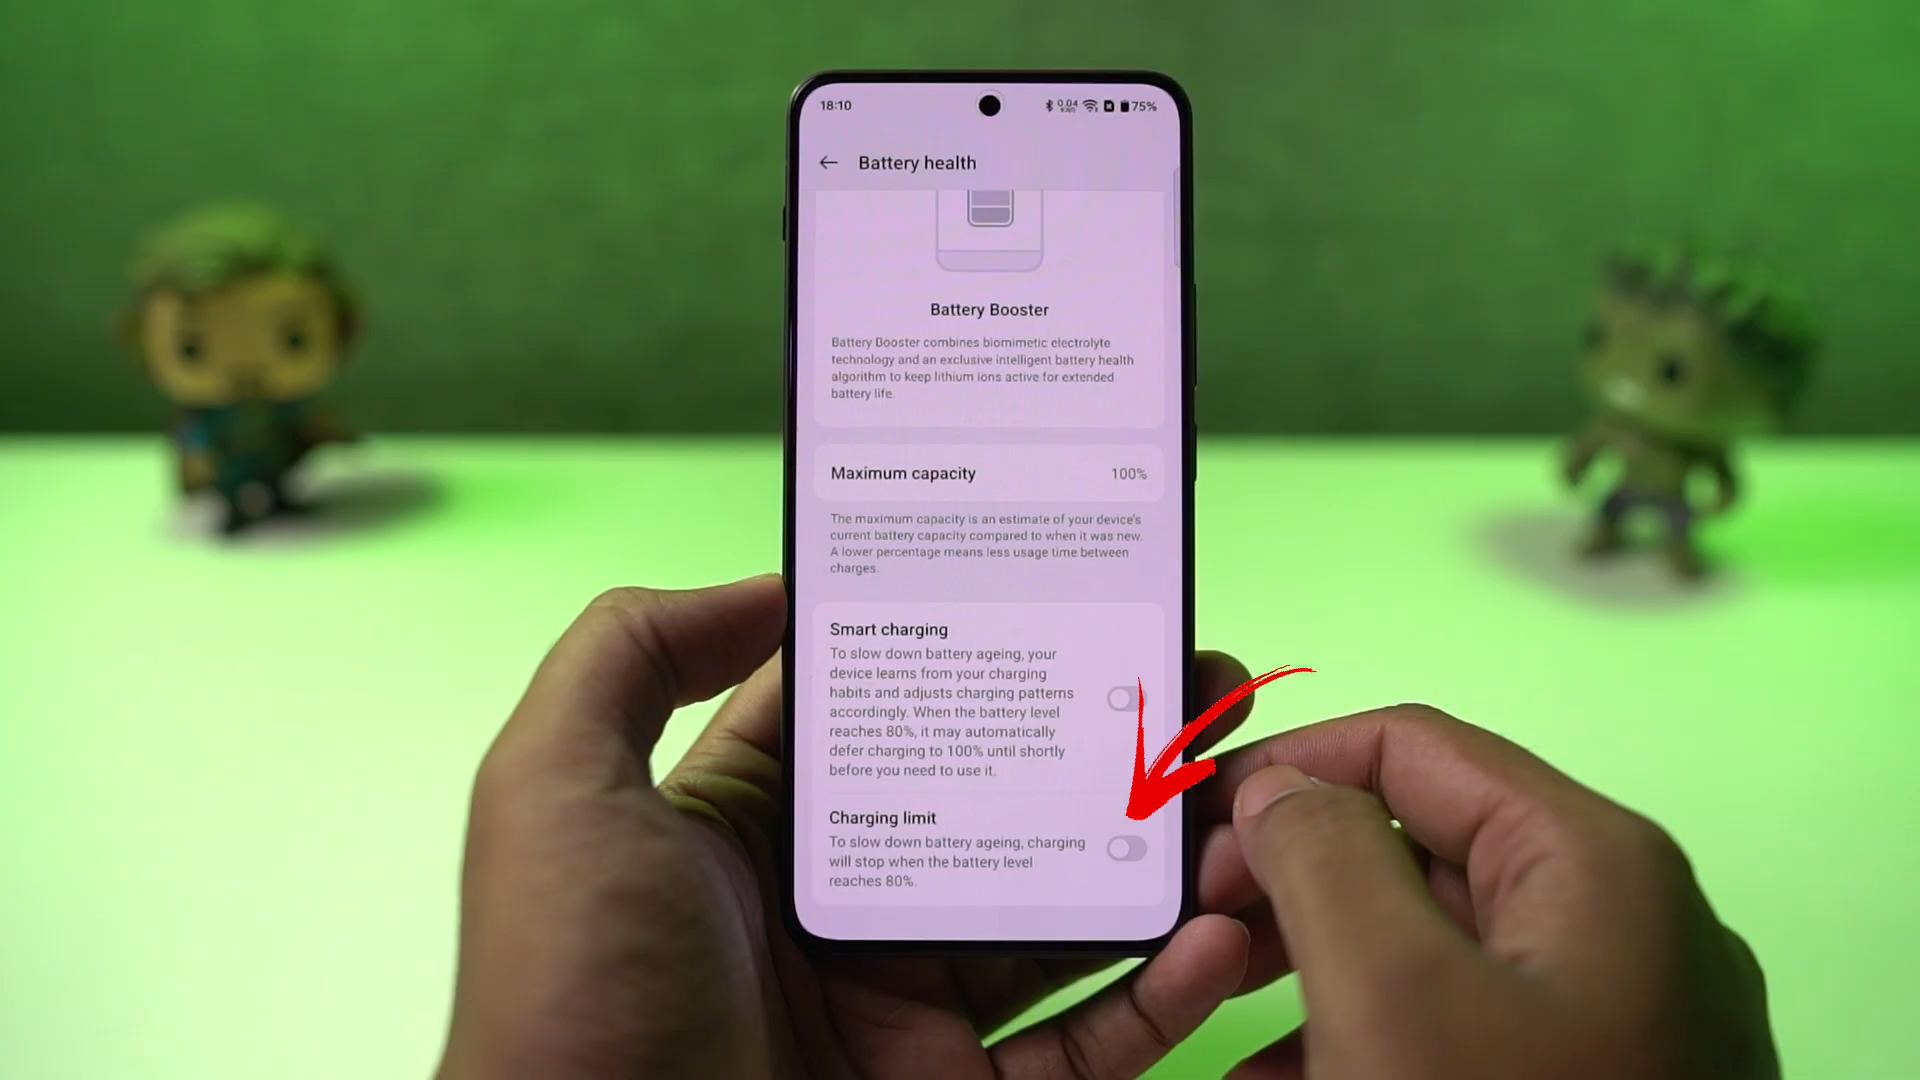 18:10
0.04
75%
Battery health
Battery Booster
Battery Booster combines biomimetic electrolyte
technology and an exclusive intelligent battery health
algorithm to keep lithium ions active for extended
battery life.
Maximum capacity 100%
The maximum capacity is an estimate of your device's
current battery capacity compared to when it was new.
A lower percentage means less usage time between
charges.
Smart charging
To slow down battery ageing, your
device learns from your charging
habits and adjusts charging patterns
accordingly. When the battery level
reaches 80%, it may automatically
defer charging to 100% until shortly
before you need to use it.
Charging limit
To slow down battery ageing, charging
will stop when the battery level
reaches 80%.